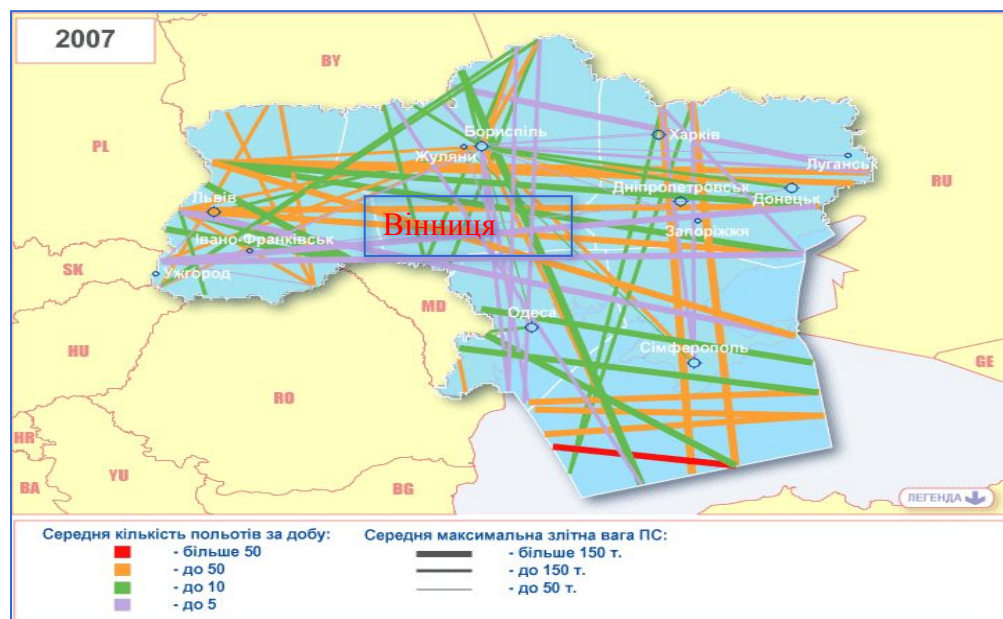 2007
BY
PL
Бориспіль
Жуляни
Харків
Луганськ
RU
Львів
Дніпропетровськ
Донецьк
Вінниця
Запоріжжя
Івано-Франківськ
SK
Ужгород
MD
Одеса
HU
Сімферополь
GE
RO
HR
YU
BA
BG
ЛЕГЕНДА
Середня кількість польотів за добу:
- більше 50
- до 50
- до 10
- до 5
Середня максимальна злітна вага ПС:
- більше 150 т.
- до 150 т.
- до 50 т.